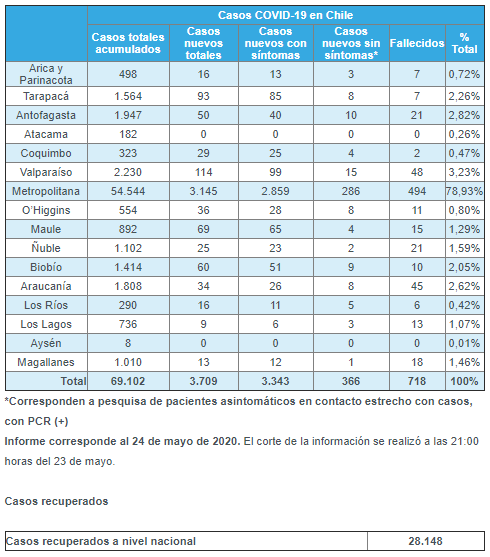 Casos COVID-19 en Chile
Casos totales acumulados Casos nuevos totales Casos nuevos con síntomas Casos nuevos sin síntomas* Fallecidos % Total
Arica y Parinacota 498 16 13 3 7 0,72%
Tarapacá 1.564 93 85 8 7 2,26%
Antofagasta 1.947 50 40 10 21 2,82%
Atacama 182 0 0 0 0 0,26%
Coquimbo 323 29 25 4 2 0,47%
Valparaíso 2.230 114 99 15 48 3,23%
Metropolitana 54.544 3.145 2.859 286 494 78,93%
O'Higgins 554 36 28 8 11 0,80%
Maule 892 69 65 4 15 1,29%
Ñuble 1.102 25 23 2 21 1,59%
Biobío 1.414 60 51 9 10 2,05%
Araucanía 1.808 34 26 8 45 2,62%
Los Ríos 290 16 11 5 6 0,42%
Los Lagos 736 9 6 3 13 1,07%
Aysén 8 0 0 0 0 0,01%
Magallanes 1.010 13 12 1 18 1,46%
Total 69.102 3.709 3.343 366 718 100%
*Corresponden a pesquisa de pacientes asintomáticos en contacto estrecho con casos,
con PCR (+)
Informe corresponde al 24 de mayo de 2020. El corte de la información se realizó a las 21:00
horas del 23 de mayo.
Casos recuperados
Casos recuperados a nivel nacional 28.148